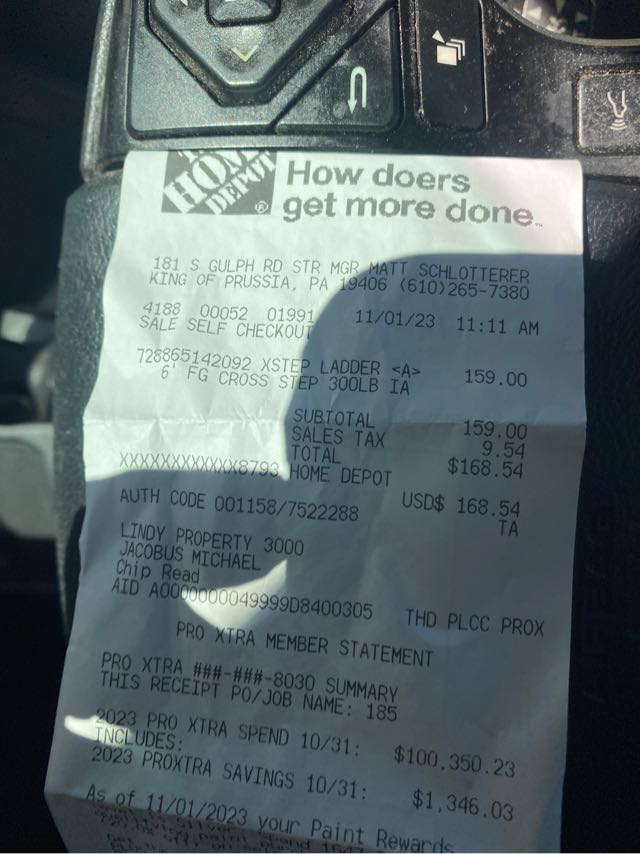 THE HOME DEPOT
How doers
get more done.
181 S GULPH RD STR MGR MATT SCHLOTTERER
KING OF PRUSSIA, PA 19406 (610)265-7380
4188 00052 01991 11/01/23 11:11 AM
SALE SELF CHECKOUT
728865142092 XSTEP LADDER <A> 159.00
6' FG CROSS STEP 300LB IA
SUBTOTAL 159.00
SALES TAX 9.54
TOTAL $168.54
XXXXXXXXXXXX8793 HOME DEPOT
USD$ 168.54
AUTH CODE 001158/7522288 TA
LINDY PROPERTY 3000
JACOBUS MICHAEL
Chip Read
AID A0000000049999D8400305 THD PLCC PROX
PRO XTRA MEMBER STATEMENT
PRO XTRA ###-###-8030 SUMMARY
THIS RECEIPT PO/JOB NAME: 185
2023 PRO XTRA SPEND 10/31: $100,350.23
INCLUDES:
2023 PROXTRA SAVINGS 10/31: $1,346.03
As of 11/01/2023 your Paint Rewards